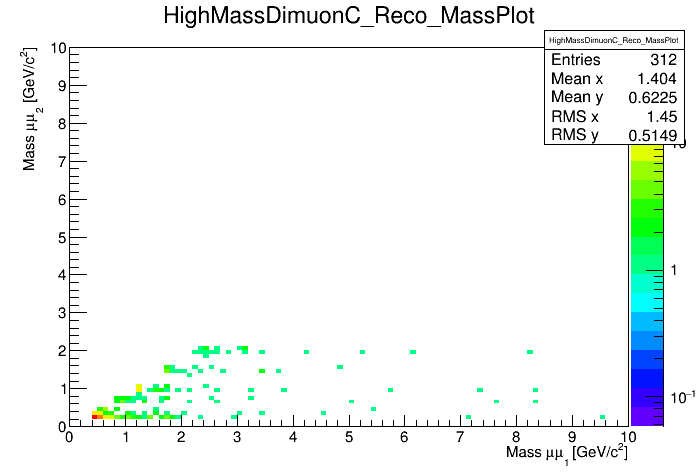 HighMassDimuonC_Reco_MassPlot
HighMassDimuonC_Reco_MassPlot
Entries 312
Mean x 1.404
Mean y 0.6225
RMS x 1.45
RMS y 0.5149
Mass μμ₂ [GeV/c²]
10
9
8
7
6
5
4
3
2
1
0
0 1 2 3 4 5 6 7 8 9 10
Mass μμ₁ [GeV/c²]
10
1
10⁻¹